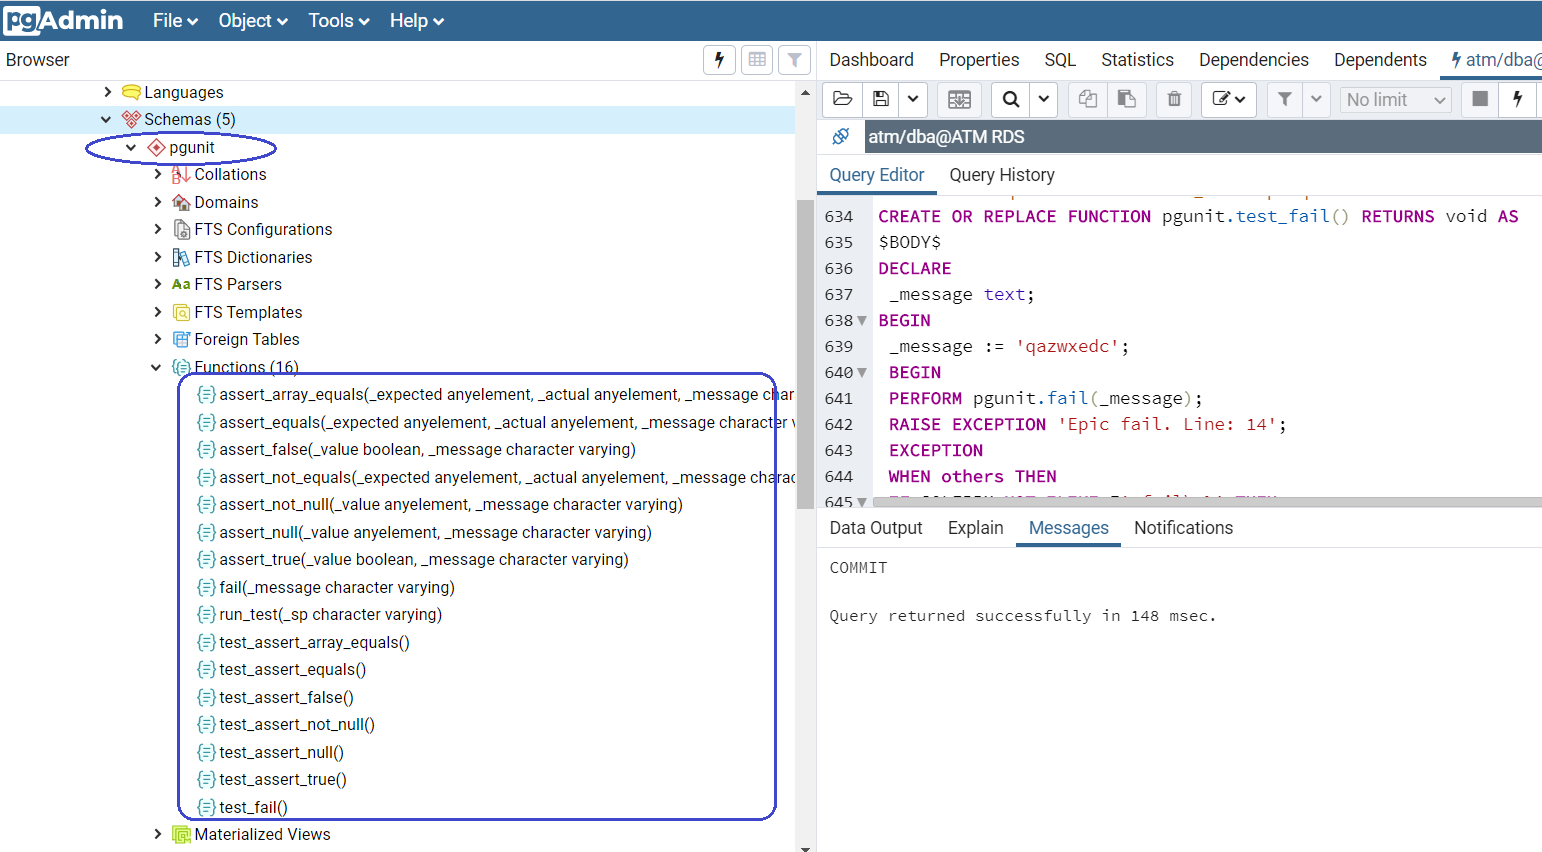 pgAdmin File Object Tools Help
Browser
Dashboard Properties SQL Statistics Dependencies Dependents atm/dba@
No limit
atm/dba@ATM RDS
Query Editor Query History
Languages
Schemas (5)
pgunit
Collations
Domains
FTS Configurations
FTS Dictionaries
Aa FTS Parsers
FTS Templates
Foreign Tables
Functions (16)
assert_array_equals(_expected anyelement, _actual anyelement, _message char
assert_equals(_expected anyelement, _actual anyelement, _message character v
assert_false(_value boolean, _message character varying)
assert_not_equals(_expected anyelement, _actual anyelement, _message charac
assert_not_null(_value anyelement, _message character varying)
assert_null(_value anyelement, _message character varying)
assert_true(_value boolean, _message character varying)
fail(_message character varying)
run_test(_sp character varying)
test_assert_array_equals()
test_assert_equals()
test_assert_false()
test_assert_not_null()
test_assert_null()
test_assert_true()
test_fail()
Materialized Views
634 CREATE OR REPLACE FUNCTION pgunit.test_fail() RETURNS void AS
635 $BODY$
636 DECLARE
637 _message text;
638 BEGIN
639 _message := 'qazwxedc';
640 BEGIN
641 PERFORM pgunit.fail(_message);
642 RAISE EXCEPTION 'Epic fail. Line: 14';
643 EXCEPTION
644 WHEN others THEN
645
Data Output Explain Messages Notifications
COMMIT
Query returned successfully in 148 msec.